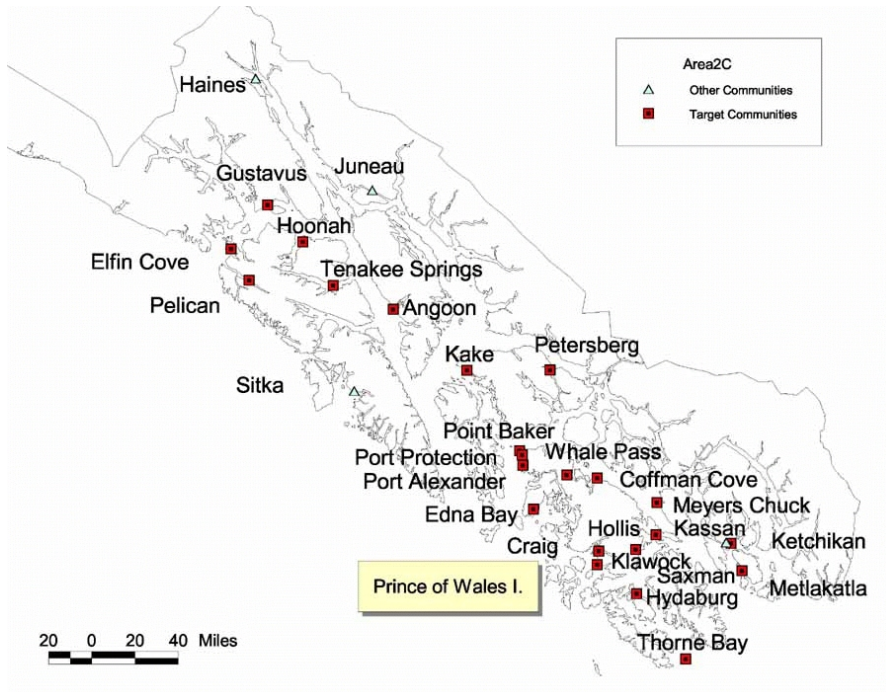 Area2C
Other Communities
Target Communities
Haines
Juneau
Gustavus
Hoonah
Elfin Cove
Tenakee Springs
Pelican
Angoon
Petersberg
Kake
Sitka
Point Baker
Whale Pass
Port Protection
Port Alexander
Coffman Cove
Edna Bay
Meyers Chuck
Hollis
Kassan
Ketchikan
Craig
Klawock
Saxman
Prince of Wales I.
Metlakatla
Hydaburg
Thorne Bay
20 0 20 40 Miles